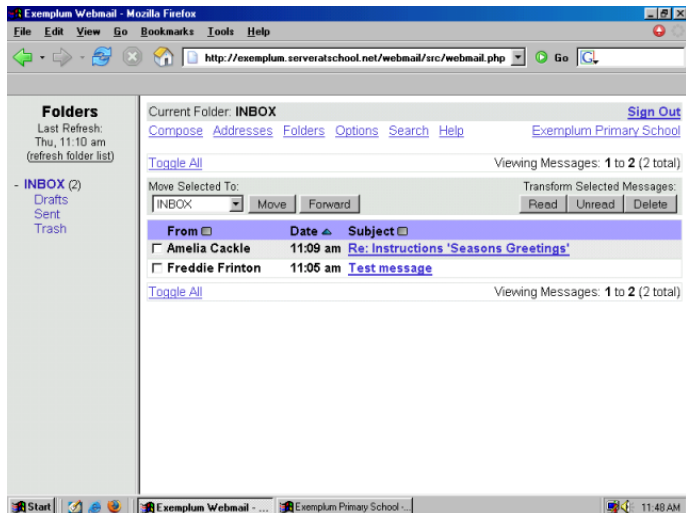 Exemplum Webmail - Mozilla Firefox
File Edit View Go Bookmarks Tools Help
http://exemplum.serveratschool.net/webmail/src/webmail.php Go G
Folders
Last Refresh:
Thu, 11:10 am
(refresh folder list)
- INBOX (2)
Drafts
Sent
Trash
Current Folder: INBOX Sign Out
Compose Addresses Folders Options Search Help Exemplum Primary School
Toggle All Viewing Messages: 1 to 2 (2 total)
Move Selected To: Transform Selected Messages:
INBOX Move Forward Read Unread Delete
From Date Subject
Amelia Cackle 11:09 am Re: Instructions 'Seasons Greetings'
Freddie Frinton 11:05 am Test message
Toggle All Viewing Messages: 1 to 2 (2 total)
Start Exemplum Webmail - ... Exemplum Primary School -... 11:48 AM